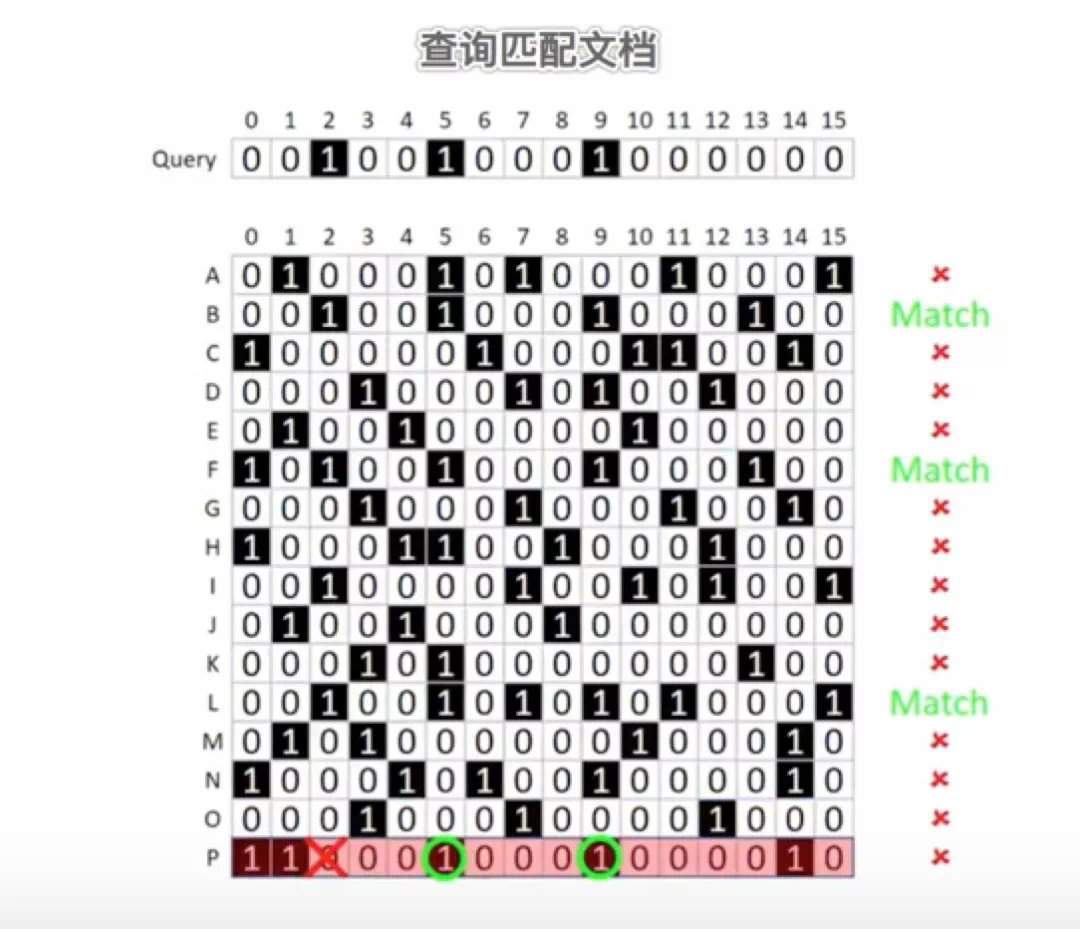 查询匹配文档
0 1 2 3 4 5 6 7 8 9 10 11 12 13 14 15
Query 0 0 1 0 0 1 0 0 0 1 0 0 0 0 0 0
0 1 2 3 4 5 6 7 8 9 10 11 12 13 14 15
A 0 1 0 0 0 1 0 1 0 0 0 1 0 0 0 1
B 0 0 1 0 0 1 0 0 0 1 0 0 0 1 0 0 Match
C 1 0 0 0 0 0 1 0 0 0 1 1 0 0 1 0
D 0 0 0 1 0 0 0 1 0 1 0 0 1 0 0 0
E 0 1 0 0 1 0 0 0 0 0 1 0 0 0 0 0
F 1 0 1 0 0 1 0 0 0 1 0 0 0 1 0 0 Match
G 0 0 0 1 0 0 0 1 0 0 0 1 0 0 1 0
H 1 0 0 0 1 1 0 0 1 0 0 0 1 0 0 0
I 0 0 1 0 0 0 0 1 0 0 1 0 1 0 0 1
J 0 1 0 0 1 0 0 0 1 0 0 0 0 0 0 0
K 0 0 0 1 0 1 0 0 0 0 0 0 0 1 0 0
L 0 0 1 0 0 1 0 1 0 1 0 1 0 0 0 1 Match
M 0 1 0 1 0 0 0 0 0 0 1 0 0 0 1 0
N 1 0 0 0 1 0 1 0 0 1 0 0 0 0 1 0
O 0 0 0 1 0 0 0 1 0 0 0 0 1 0 0 0
P 1 1 0 0 0 1 0 0 0 1 0 0 0 0 1 0